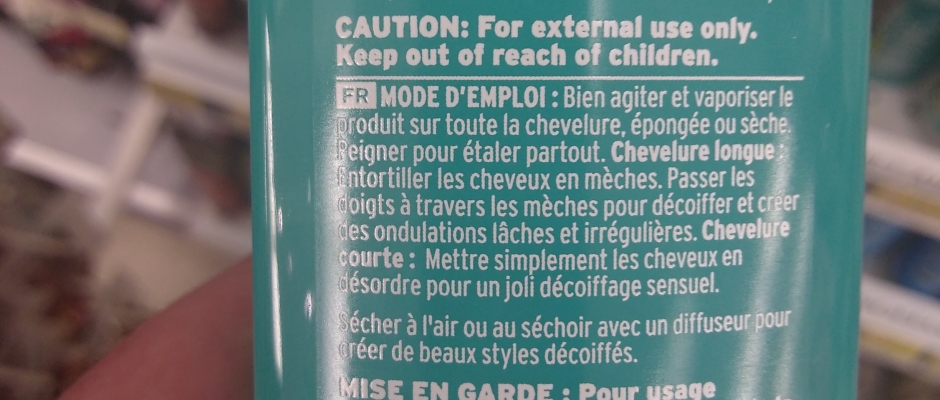 CAUTION: For external use only.
Keep out of reach of children.
FR MODE D'EMPLOI : Bien agiter et vaporiser le
produit sur toute la chevelure, épongée ou sèche.
Peigner pour étaler partout. Chevelure longue :
Entortiller les cheveux en mèches. Passer les
doigts à travers les mèches pour décoiffer et créer
des ondulations lâches et irrégulières. Chevelure
courte : Mettre simplement les cheveux en
désordre pour un joli décoiffage sensuel.
Sécher à l'air ou au séchoir avec un diffuseur pour
créer de beaux styles décoiffés.
MISE EN GARDE : Pour usage